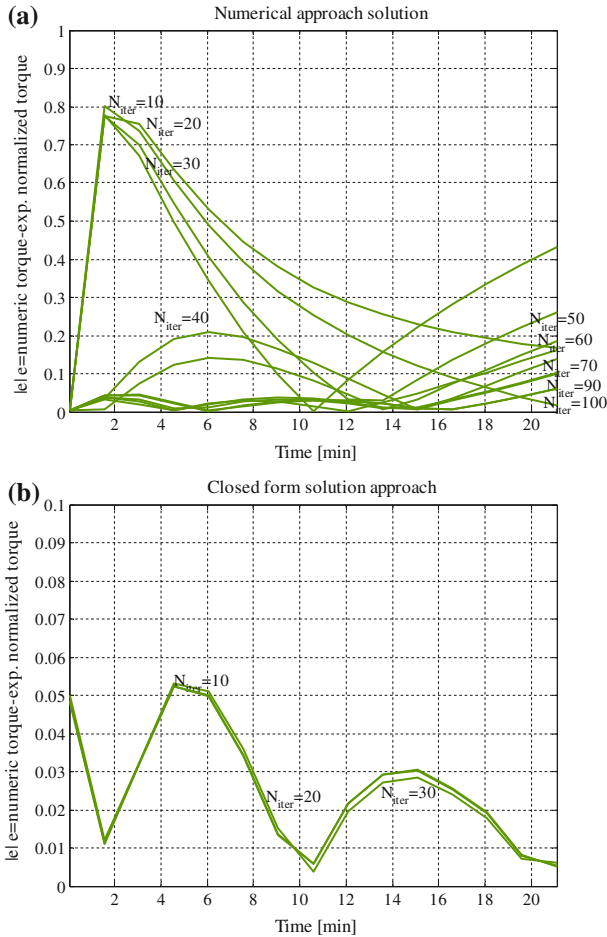 (a)
Numerical approach solution
|e| e=numeric torque-exp. normalized torque
1
0.9
0.8
0.7
0.6
0.5
0.4
0.3
0.2
0.1
0
N_iter=10
N_iter=20
N_iter=30
N_iter=40
N_iter=50
N_iter=60
N_iter=70
N_iter=90
N_iter=100
2 4 6 8 10 12 14 16 18 20
Time [min]
(b)
Closed form solution approach
|e| e=numeric torque-exp. normalized torque
0.1
0.09
0.08
0.07
0.06
0.05
0.04
0.03
0.02
0.01
0
N_iter=10
N_iter=20
N_iter=30
2 4 6 8 10 12 14 16 18 20
Time [min]